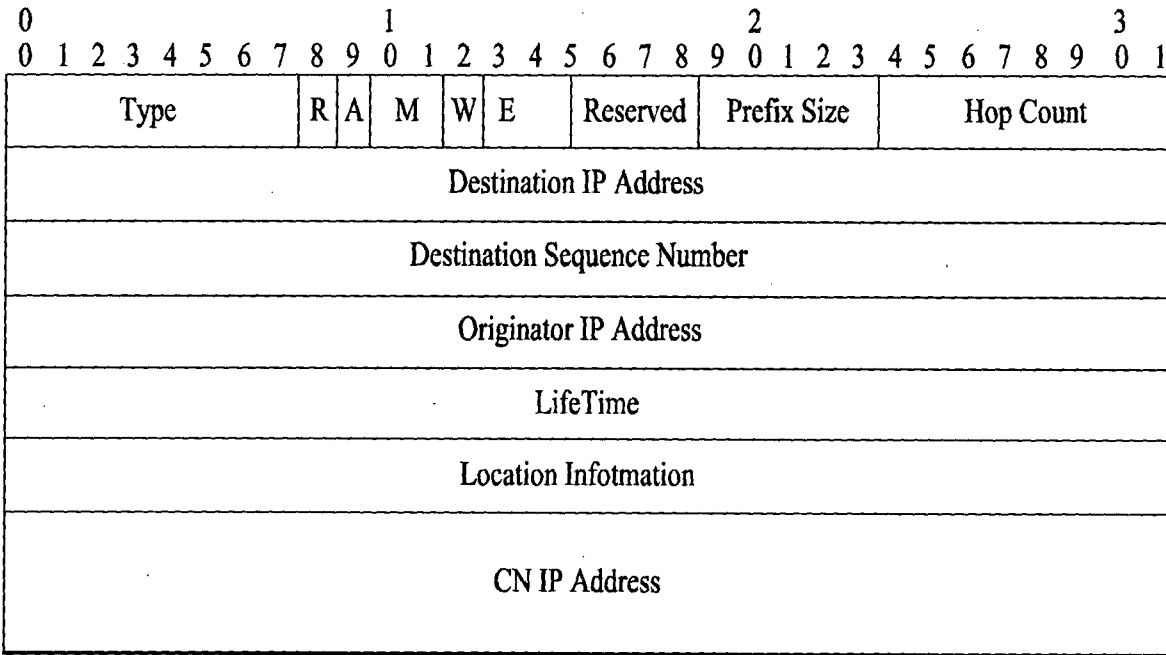 0 1 2 3
0 1 2 3 4 5 6 7 8 9 0 1 2 3 4 5 6 7 8 9 0 1 2 3 4 5 6 7 8 9 0 1
Type R A M W E Reserved Prefix Size Hop Count
Destination IP Address
Destination Sequence Number
Originator IP Address
LifeTime
Location Infotmation
CN IP Address